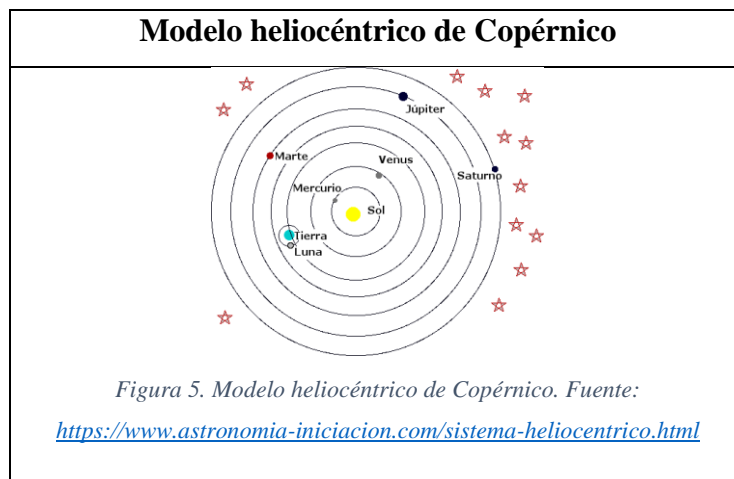 Modelo heliocéntrico de Copérnico
Júpiter
Marte
Venus
Saturno
Mercurio
Sol
Tierra
Luna
Figura 5. Modelo heliocéntrico de Copérnico. Fuente:
https://www.astronomia-iniciacion.com/sistema-heliocentrico.html